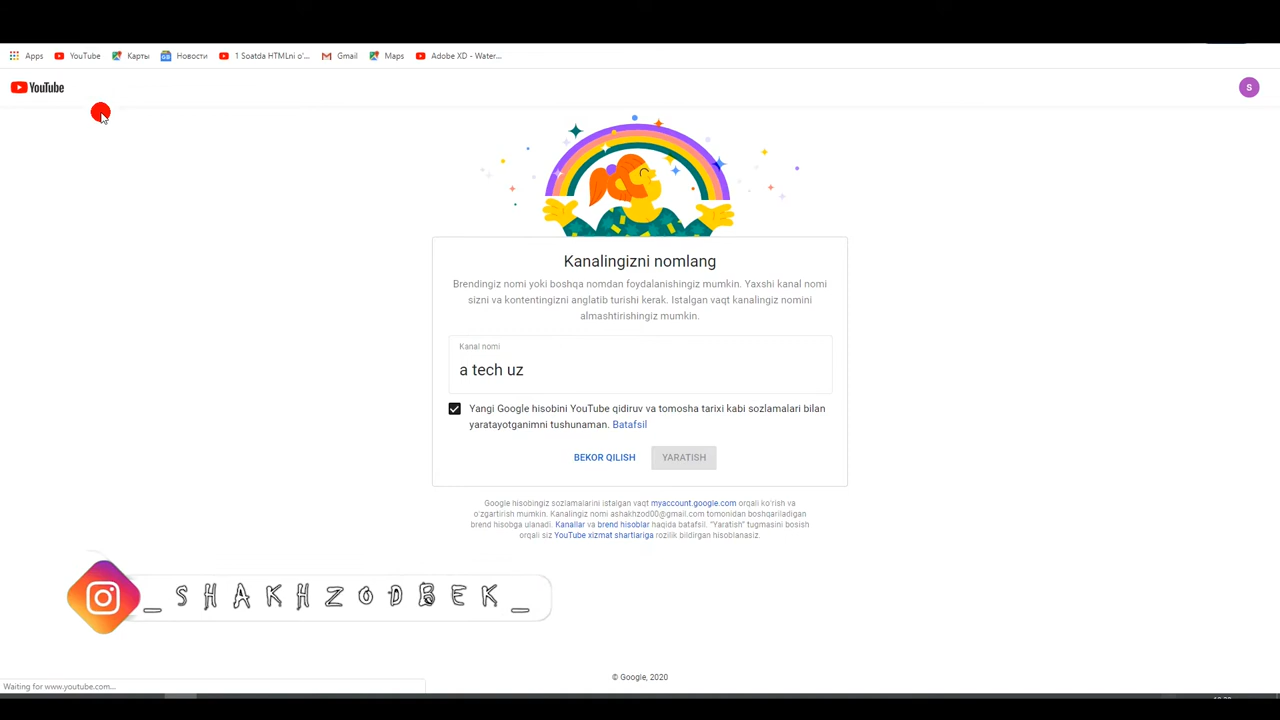 Apps YouTube Карты Новости 1 Soatda HTMLni o'... Gmail Maps Adobe XD - Water...
YouTube
S
Kanalingizni nomlang
Brendingiz nomi yoki boshqa nomdan foydalanishingiz mumkin. Yaxshi kanal nomi
sizni va kontentingizni anglatib turishi kerak. Istalgan vaqt kanalingiz nomini
almashtirishingiz mumkin.
Kanal nomi
a tech uz
Yangi Google hisobini YouTube qidiruv va tomosha tarixi kabi sozlamalari bilan
yaratayotganimni tushunaman. Batafsil
BEKOR QILISH YARATISH
Google hisobingiz sozlamalarini istalgan vaqt myaccount.google.com orqali ko'rish va
o'zgartirish mumkin. Kanalingiz nomi ashakhzod00@gmail.com tomonidan boshqariladigan
brend hisobga ulanadi. Kanallar va brend hisoblar haqida batafsil. "Yaratish" tugmasini bosish
orqali siz YouTube xizmat shartlariga rozilik bildirgan hisoblanasiz.
_SHAKHZODBEK_
© Google, 2020
Waiting for www.youtube.com...